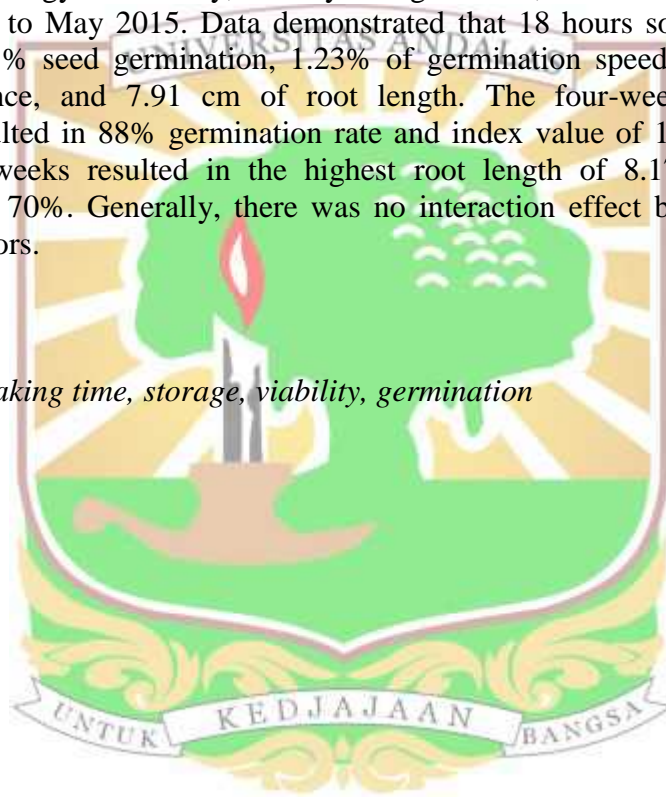 to May 2015. Data demonstrated that 18 hours so
% seed germination, 1.23% of germination speed
nce, and 7.91 cm of root length. The four-wee
ulted in 88% germination rate and index value of 1
weeks resulted in the highest root length of 8.1
70%. Generally, there was no interaction effect b
ors.
aking time, storage, viability, germination
UNIVERSITAS ANDALAS
UNTUK KEDJAJAAN BANGSA